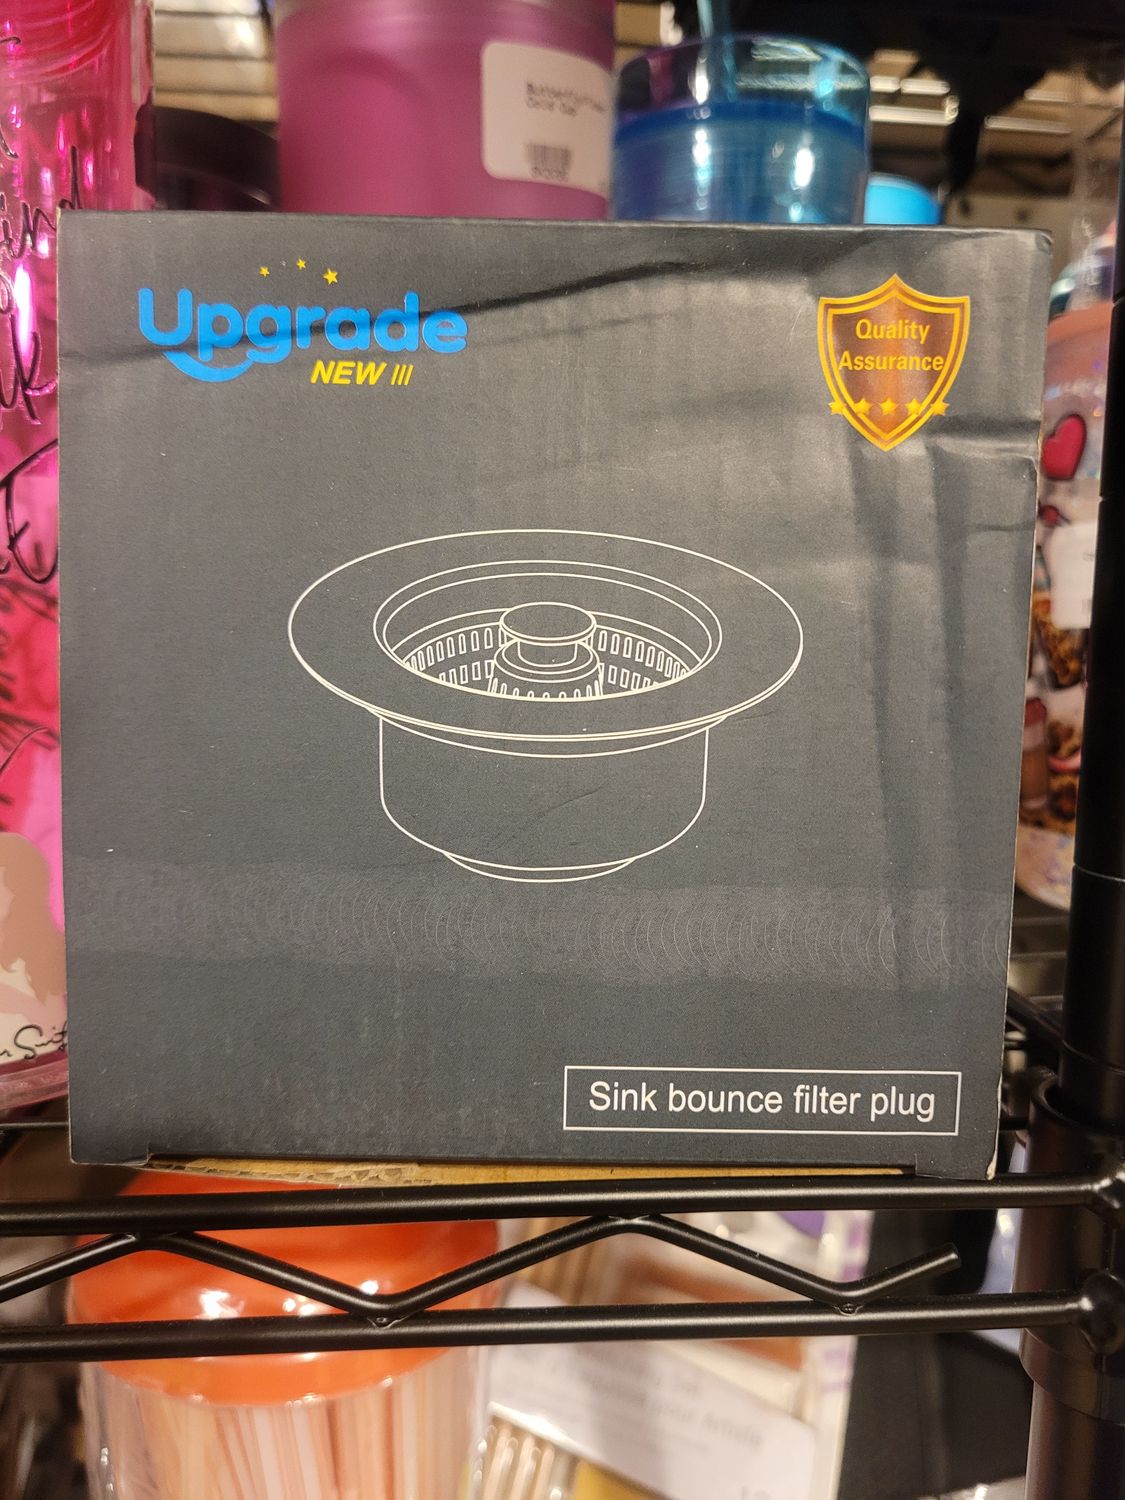 Upgrade
NEW
Quality
Assurance
Sink bounce filter plug